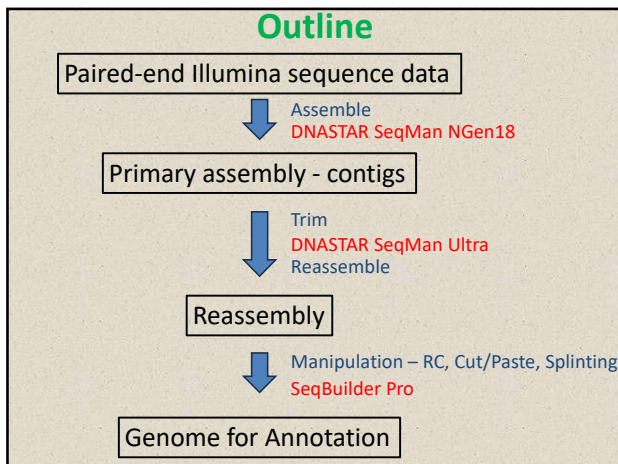 Outline
Paired-end Illumina sequence data
Assemble
DNASTAR SeqMan NGen18
Primary assembly - contigs
Trim
DNASTAR SeqMan Ultra
Reassemble
Reassembly
Manipulation – RC, Cut/Paste, Splinting
SeqBuilder Pro
Genome for Annotation